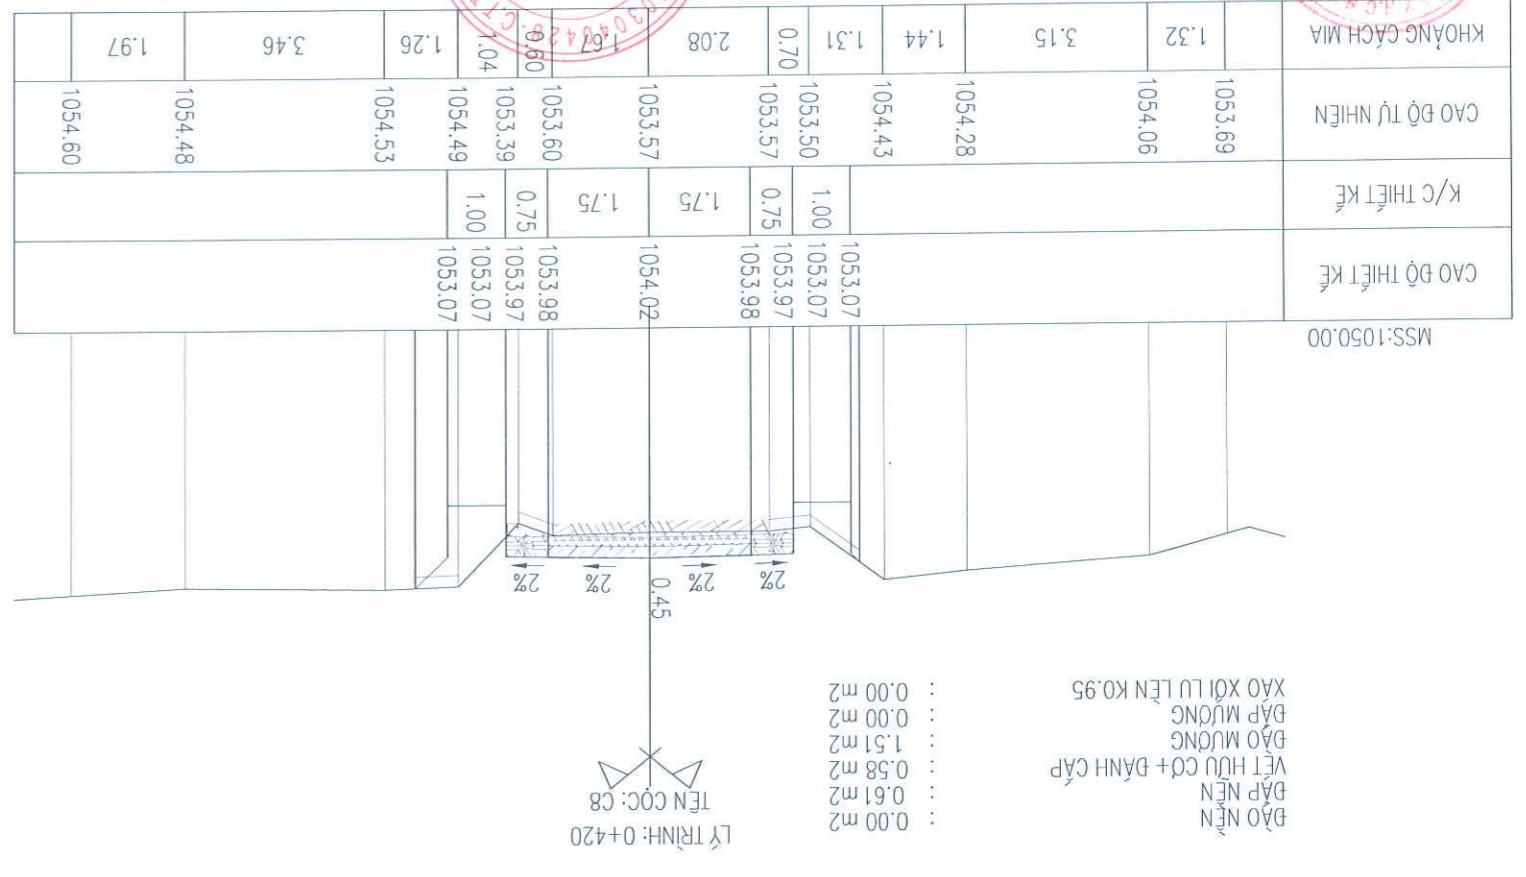 LÝ TRÌNH: 0+420
TÊN CỌC: C8
ĐÀO NỀN : 0.00 m2
ĐẮP NỀN : 0.61 m2
VÉT HỮU CƠ+ ĐÁNH CẤP : 0.58 m2
ĐÀO MƯƠNG : 1.51 m2
ĐẮP MƯƠNG : 0.00 m2
XÁO XỚI LU LÈN K0.95 : 0.00 m2
0.45
2% 2% 2% 2%
MSS:1050.00
CAO ĐỘ THIẾT KẾ 1053.07 1053.07 1053.97 1053.98 1054.02 1053.98 1053.97 1053.07 1053.07
K/C THIẾT KẾ 1.00 0.75 1.75 1.75 0.75 1.00
CAO ĐỘ TỰ NHIÊN 1053.69 1054.06 1054.28 1054.43 1053.50 1053.57 1053.57 1053.60 1053.39 1054.49 1054.53 1054.48 1054.60
KHOẢNG CÁCH MIA 1.32 3.15 1.44 1.31 0.70 2.08 1.67 0.60 1.04 1.26 3.46 1.97